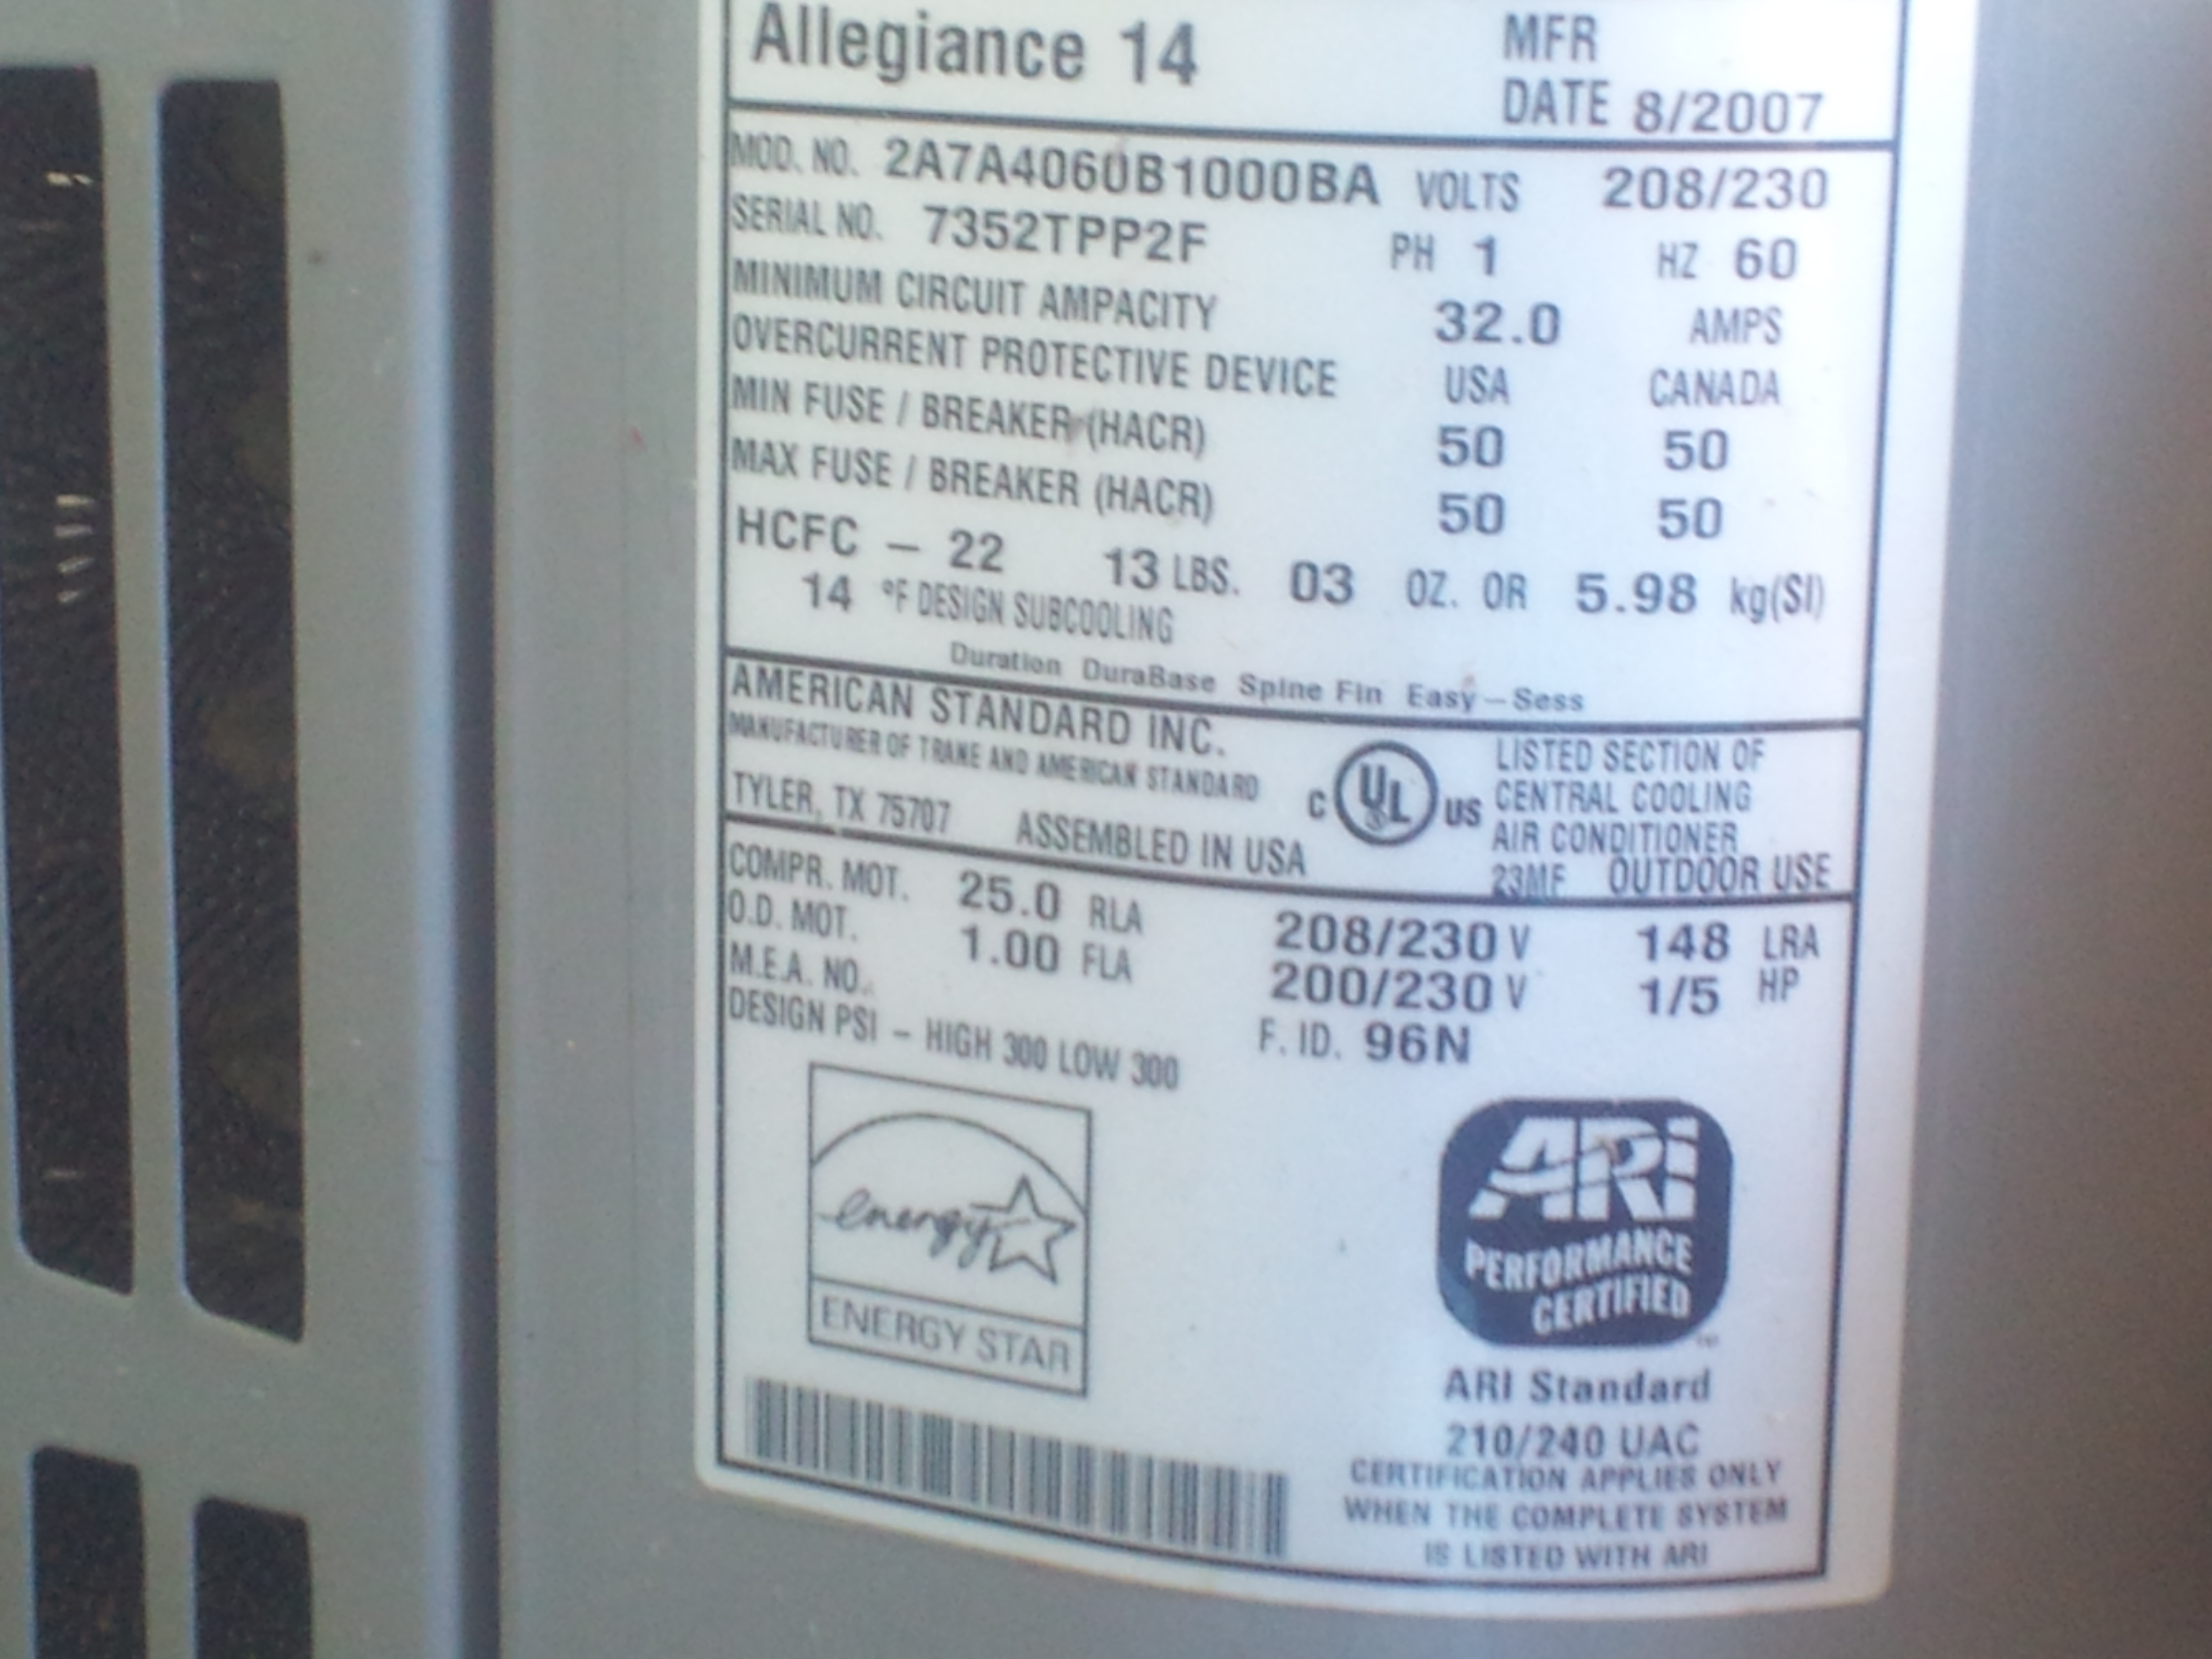 Allegiance 14 MFR
DATE 8/2007
MOD. NO. 2A7A4060B1000BA VOLTS 208/230
SERIAL NO. 7352TPP2F PH 1 HZ 60
MINIMUM CIRCUIT AMPACITY 32.0 AMPS
OVERCURRENT PROTECTIVE DEVICE USA CANADA
MIN FUSE / BREAKER (HACR) 50 50
MAX FUSE / BREAKER (HACR) 50 50
HCFC - 22 13 LBS. 03 OZ. OR 5.98 kg(SI)
14 °F DESIGN SUBCOOLING
Duration DuraBase Spine Fin Easy-Sess
AMERICAN STANDARD INC.
MANUFACTURER OF TRANE AND AMERICAN STANDARD
TYLER, TX 75707 ASSEMBLED IN USA
C UL US
LISTED SECTION OF
CENTRAL COOLING
AIR CONDITIONER
23MF OUTDOOR USE
COMPR. MOT. 25.0 RLA 208/230 V 148 LRA
O.D. MOT. 1.00 FLA 200/230 V 1/5 HP
M.E.A. NO. F. ID. 96N
DESIGN PSI - HIGH 300 LOW 300
energy
ENERGY STAR
ARI
PERFORMANCE
CERTIFIED
TM
ARI Standard
210/240 UAC
CERTIFICATION APPLIES ONLY
WHEN THE COMPLETE SYSTEM
IS LISTED WITH ARI